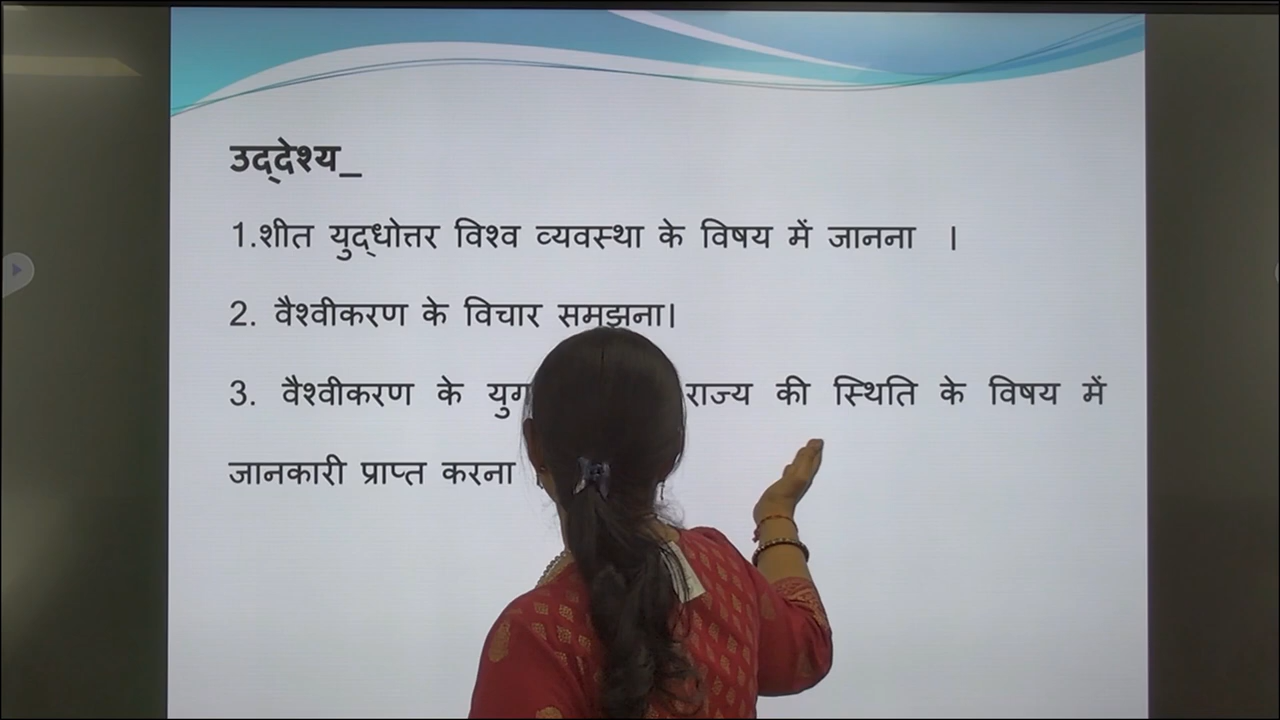 उद्देश्य_
1.शीत युद्धोत्तर विश्व व्यवस्था के विषय में जानना ।
2. वैश्वीकरण के विचार समझना।
3. वैश्वीकरण के राज्य की स्थिति के विषय में
जानकारी प्राप्त करना